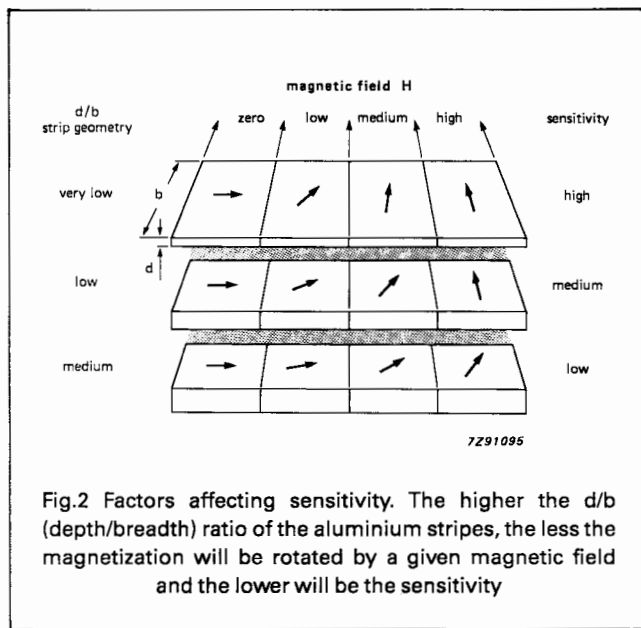 magnetic field H
d/b
strip geometry
zero low medium high
sensitivity
very low
b
high
d
low
medium
medium
low
7Z91095
Fig.2 Factors affecting sensitivity. The higher the d/b
(depth/breadth) ratio of the aluminium stripes, the less the
magnetization will be rotated by a given magnetic field
and the lower will be the sensitivity